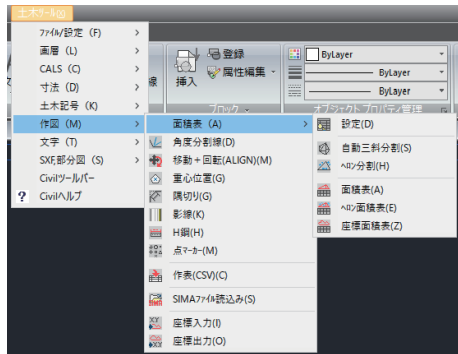 土木ツール(X)
ファイル/設定 (F)
画層 (L)
CALS (C)
寸法 (D)
土木記号 (K)
作図 (M)
文字 (T)
SXF,部分図 (S)
Civilツールバー
Civilヘルプ
線
挿入
登録
属性編集
ブロック
ByLayer
ByLayer
ByLayer
オブジェクト プロパティ管理
面積表 (A)
角度分割線(D)
移動＋回転(ALIGN)(M)
重心位置(G)
隅切り(G)
影線(K)
H鋼(H)
点マーカー(M)
作表(CSV)(C)
SIMAファイル読込み(S)
座標入力(I)
座標出力(O)
設定(D)
自動三斜分割(S)
ヘロン分割(H)
面積表(A)
ヘロン面積表(E)
座標面積表(Z)